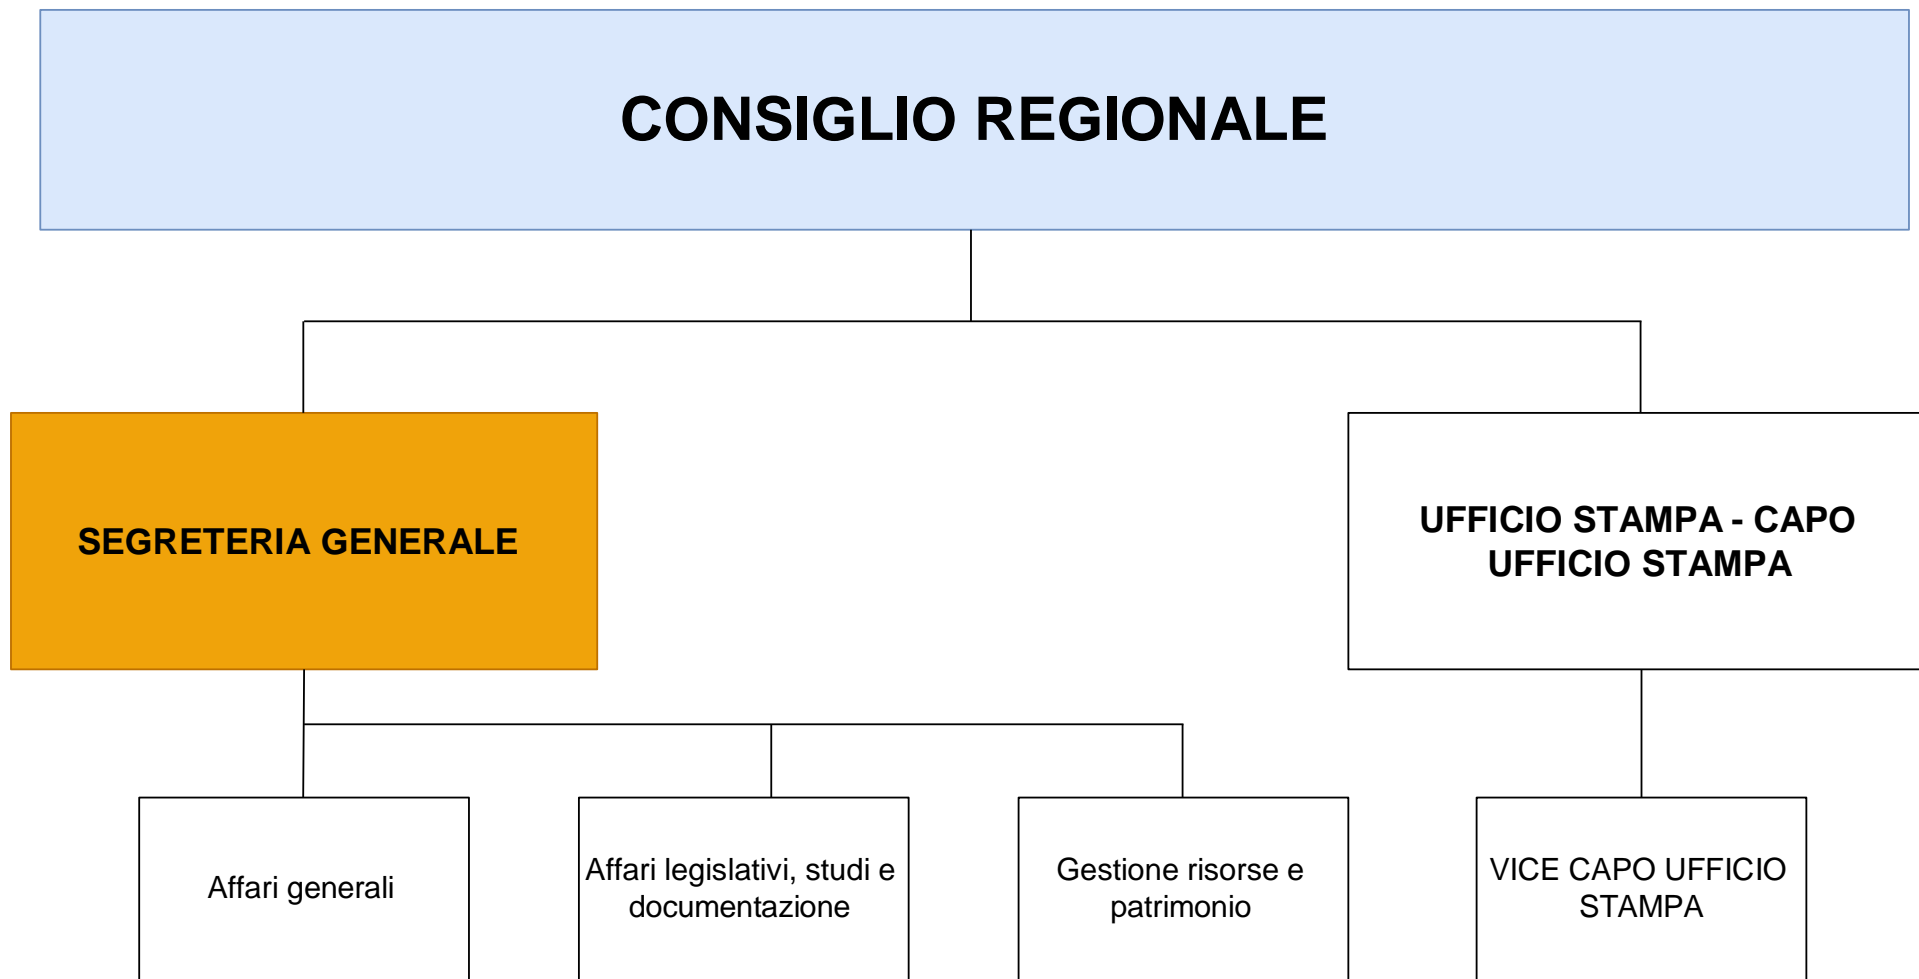 CONSIGLIO REGIONALE
SEGRETERIA GENERALE
UFFICIO STAMPA - CAPO
UFFICIO STAMPA
Affari generali
Affari legislativi, studi e
documentazione
Gestione risorse e
patrimonio
VICE CAPO UFFICIO
STAMPA